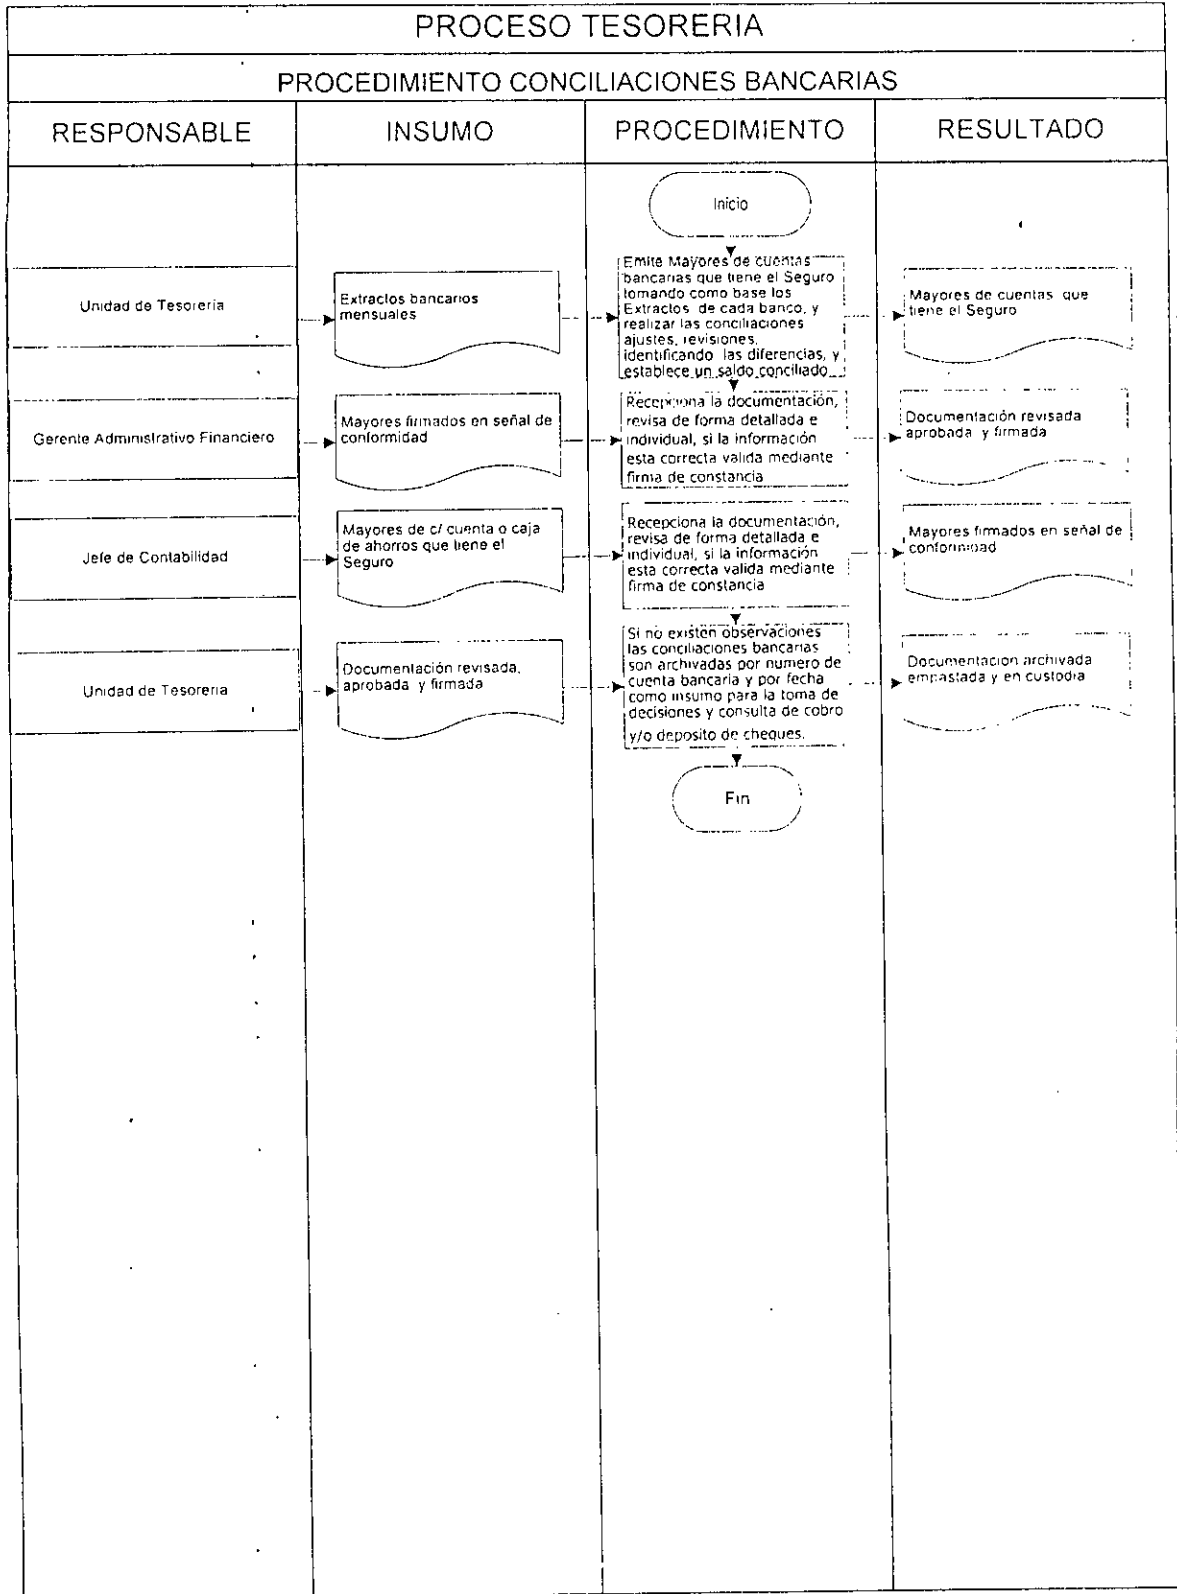 PROCESO TESORERIA
PROCEDIMIENTO CONCILIACIONES BANCARIAS
RESPONSABLE
INSUMO
PROCEDIMIENTO
RESULTADO
Inicio
Unidad de Tesoreria
Extractos bancarios
mensuales
Emite Mayores de cuentas
bancarias que tiene el Seguro
tomando como base los
Extractos de cada banco, y
realizar las conciliaciones
ajustes, revisiones,
identificando las diferencias, y
establece un saldo conciliado
Mayores de cuentas que
tiene el Seguro
Gerente Administrativo Financiero
Mayores firmados en señal de
conformidad
Recepciona la documentación,
revisa de forma detallada e
individual, si la información
esta correcta valida mediante
firma de constancia
Documentación revisada
aprobada y firmada
Jefe de Contabilidad
Mayores de c/ cuenta o caja
de ahorros que tiene el
Seguro
Recepciona la documentación,
revisa de forma detallada e
individual, si la información
esta correcta valida mediante
firma de constancia
Mayores firmados en señal de
conformidad
Unidad de Tesoreria
Documentación revisada,
aprobada y firmada
Si no existen observaciones
las conciliaciones bancarias
son archivadas por numero de
cuenta bancaria y por fecha
como insumo para la toma de
decisiones y consulta de cobro
y/o deposito de cheques.
Documentación archivada
empastada y en custodia
Fin